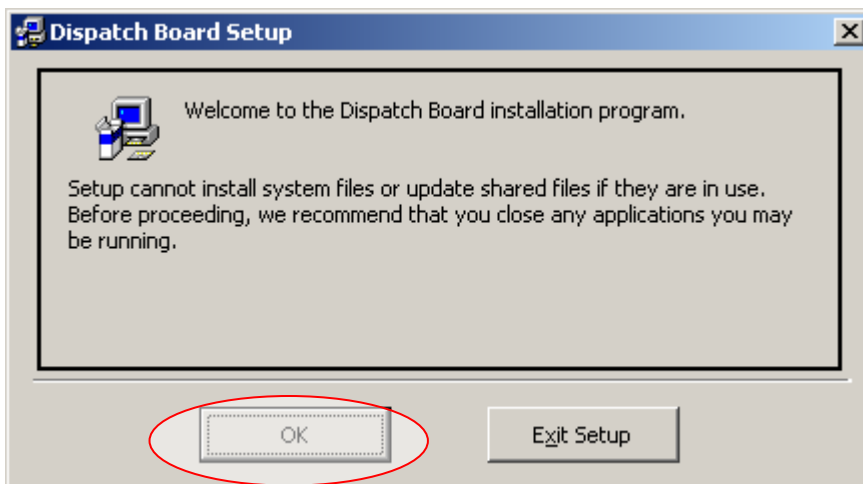 Dispatch Board Setup
Welcome to the Dispatch Board installation program.
Setup cannot install system files or update shared files if they are in use.
Before proceeding, we recommend that you close any applications you may
be running.
OK
Exit Setup